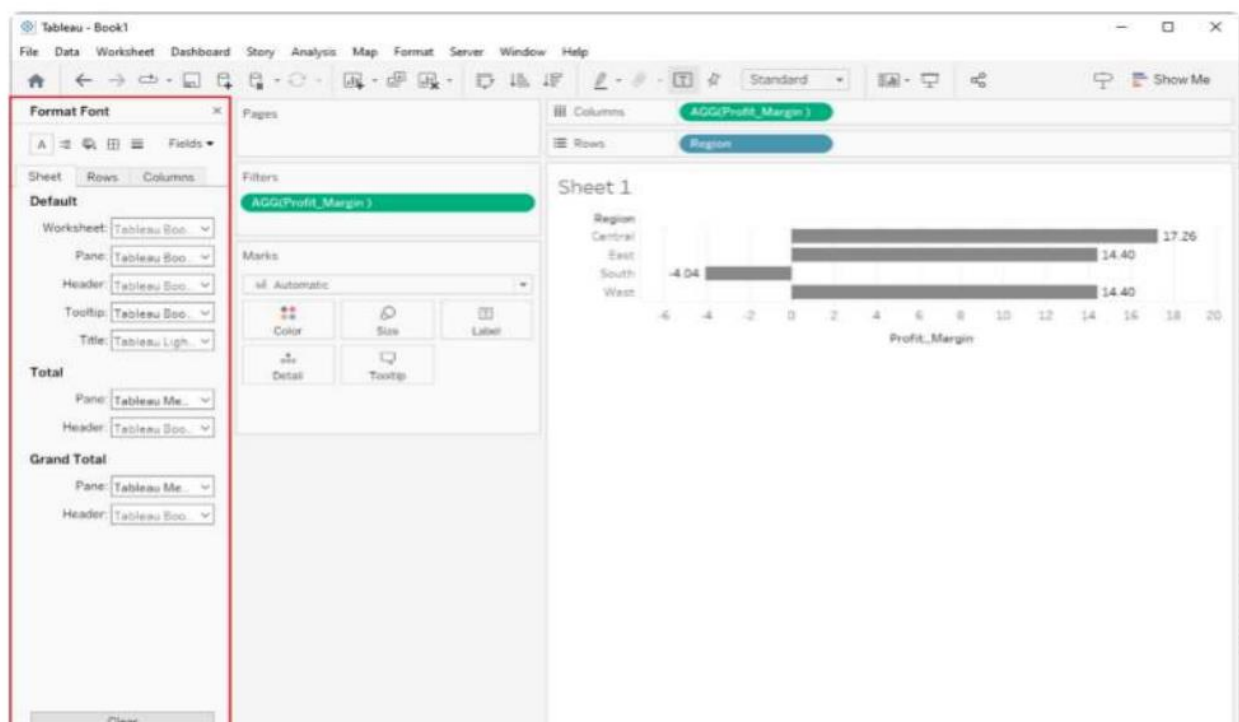 Tableau - Book1
File Data Worksheet Dashboard Story Analysis Map Format Server Window Help
Standard
Show Me
Format Font
Fields
Sheet Rows Columns
Default
Worksheet: Tableau Boo..
Pane: Tableau Boo..
Header: Tableau Boo..
Tooltip: Tableau Boo..
Title: Tableau Ligh..
Total
Pane: Tableau Me..
Header: Tableau Boo..
Grand Total
Pane: Tableau Me..
Header: Tableau Boo..
Clear
Pages
Filters
AGG(Profit_Margin )
Marks
Automatic
Color Size Label
Detail Tooltip
Columns AGG(Profit_Margin )
Rows Region
Sheet 1
Region
Central 17.26
East 14.40
South -4.04
West 14.40
-6 -4 -2 0 2 4 6 8 10 12 14 16 18 20
Profit_Margin